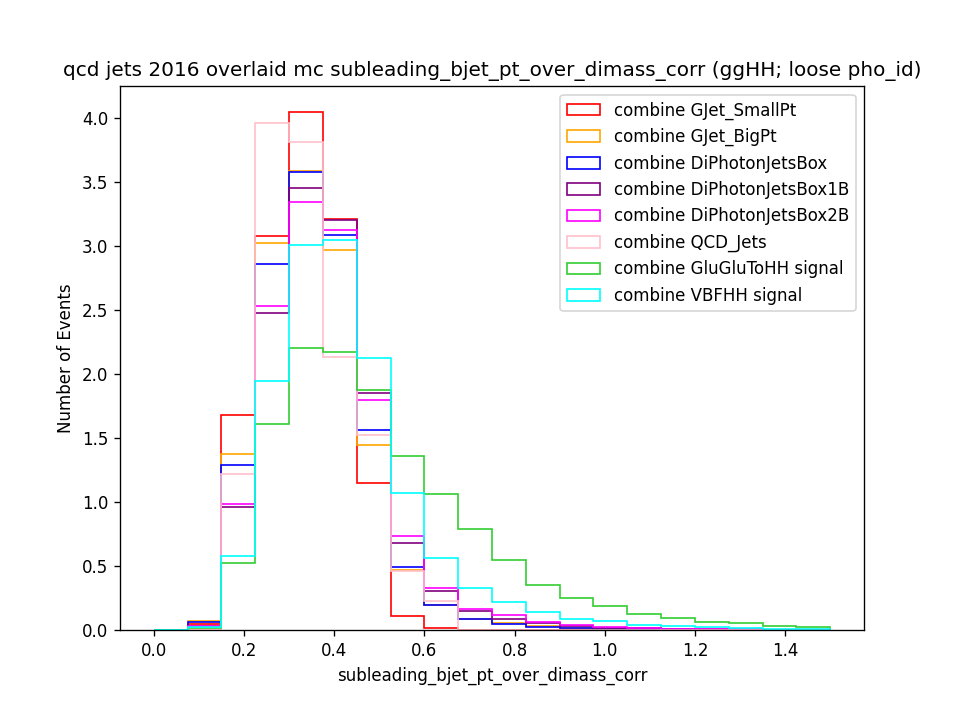 qcd jets 2016 overlaid mc subleading_bjet_pt_over_dimass_corr (ggHH; loose pho_id)
combine GJet_SmallPt
combine GJet_BigPt
combine DiPhotonJetsBox
combine DiPhotonJetsBox1B
combine DiPhotonJetsBox2B
combine QCD_Jets
combine GluGluToHH signal
combine VBFHH signal
Number of Events
4.0
3.5
3.0
2.5
2.0
1.5
1.0
0.5
0.0
0.0 0.2 0.4 0.6 0.8 1.0 1.2 1.4
subleading_bjet_pt_over_dimass_corr